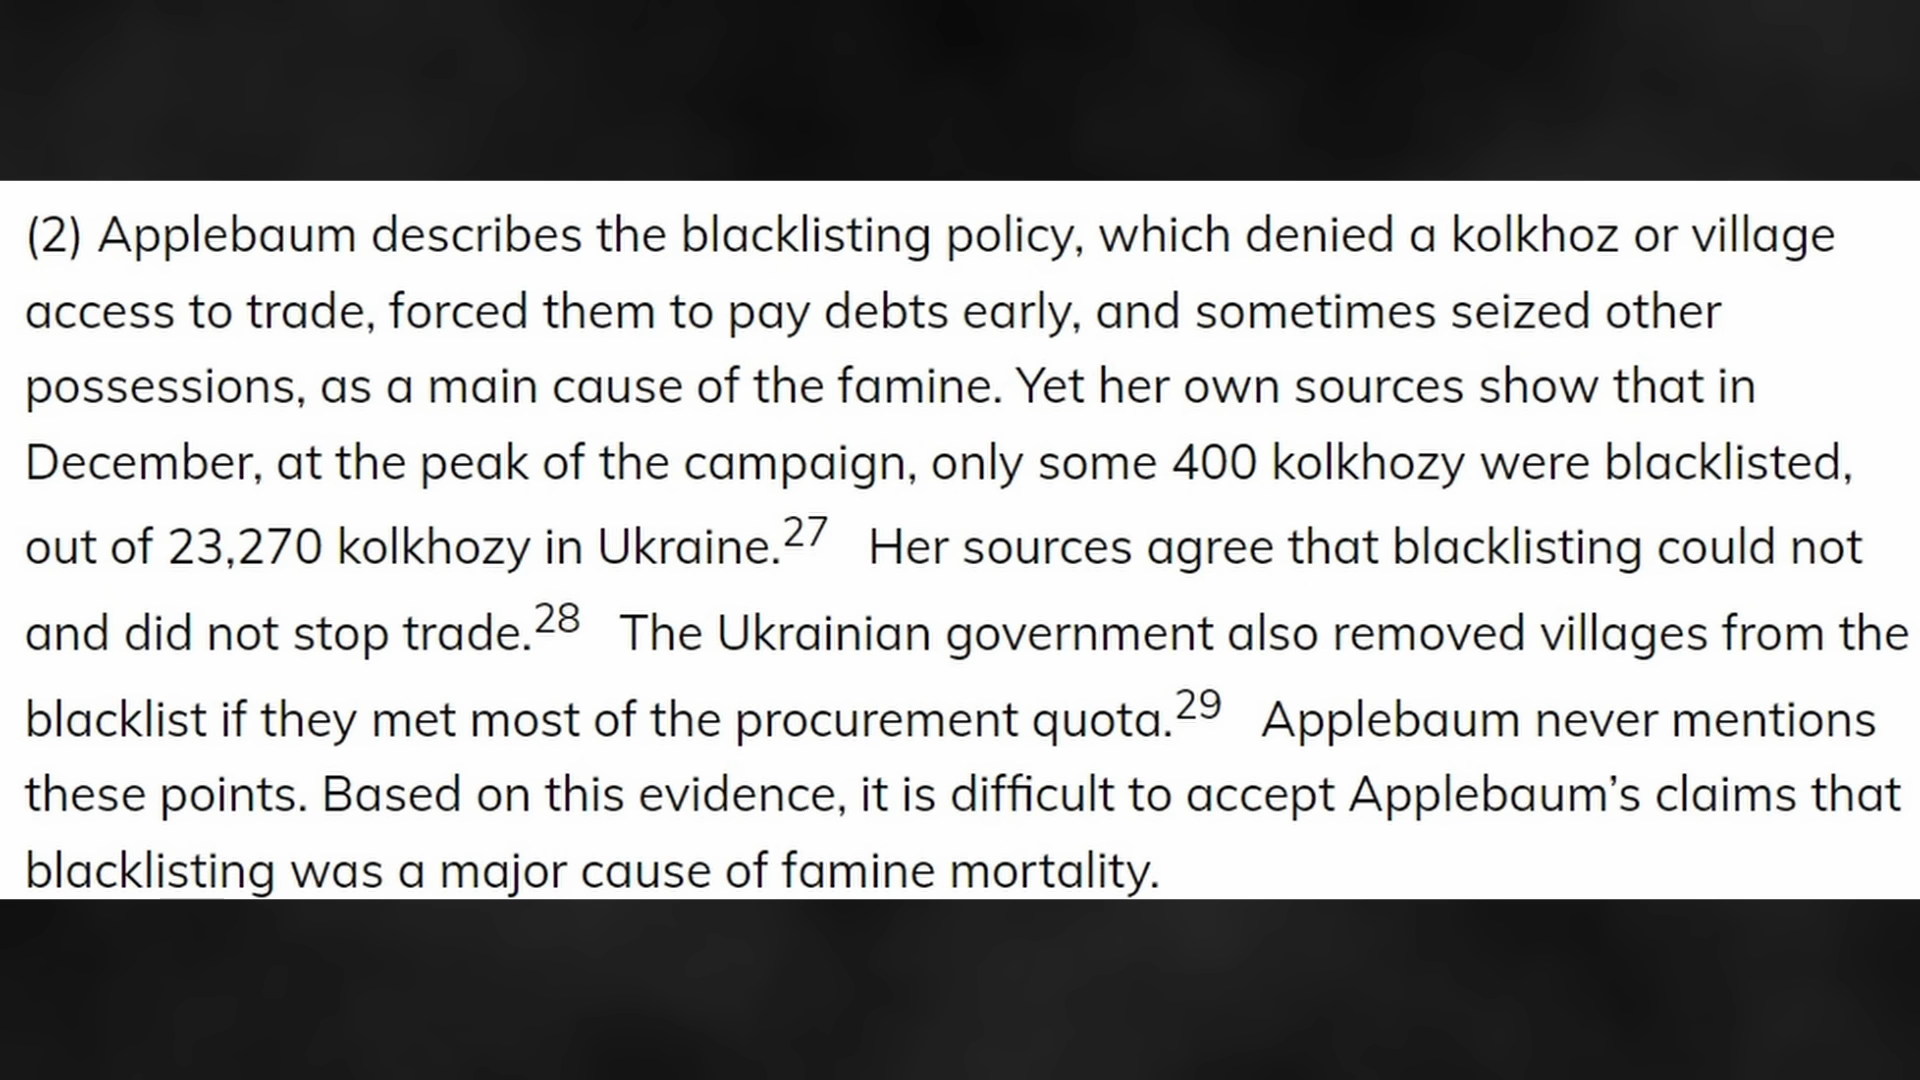 (2) Applebaum describes the blacklisting policy, which denied a kolkhoz or village
access to trade, forced them to pay debts early, and sometimes seized other
possessions, as a main cause of the famine. Yet her own sources show that in
December, at the peak of the campaign, only some 400 kolkhozy were blacklisted,
out of 23,270 kolkhozy in Ukraine.27 Her sources agree that blacklisting could not
and did not stop trade.28 The Ukrainian government also removed villages from the
blacklist if they met most of the procurement quota.29 Applebaum never mentions
these points. Based on this evidence, it is difficult to accept Applebaum’s claims that
blacklisting was a major cause of famine mortality.